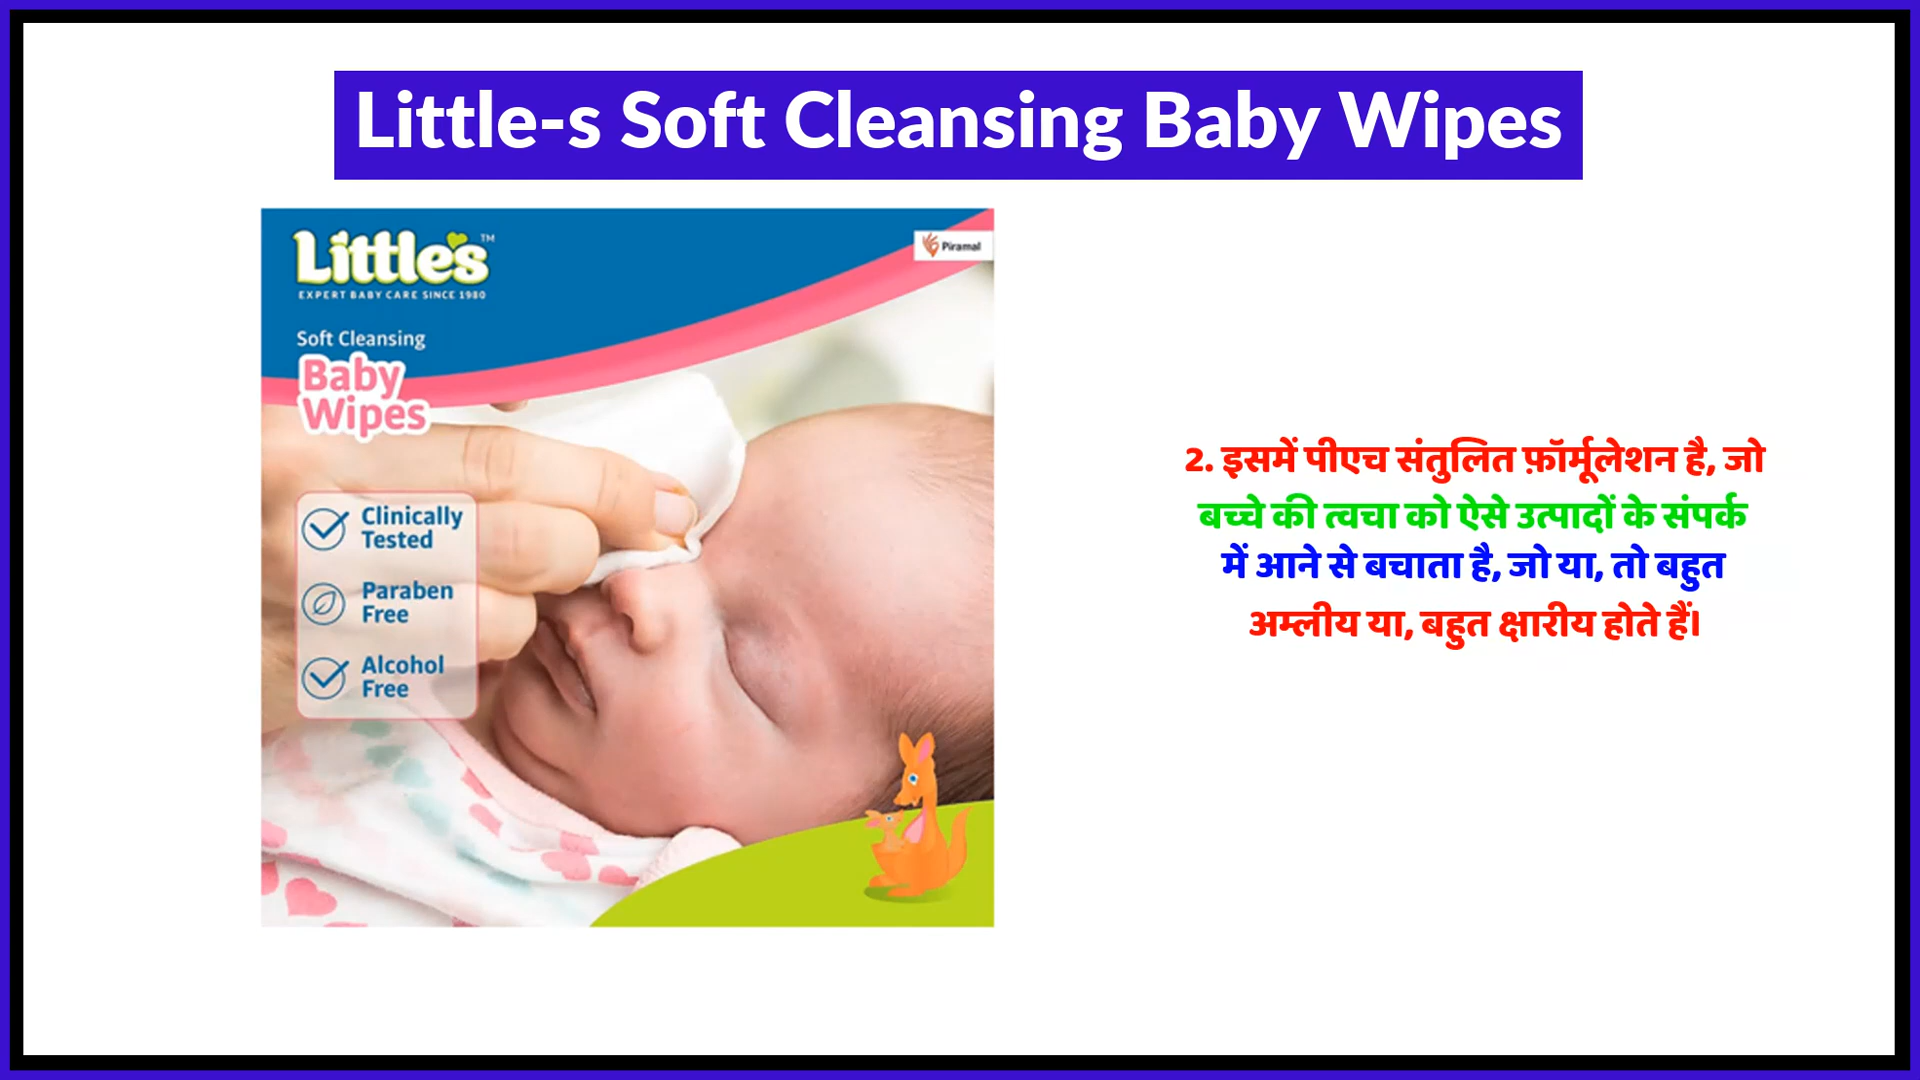 Little-s Soft Cleansing Baby Wipes
Little's™
EXPERT BABY CARE SINCE 1980
Piramal
Soft Cleansing
Baby
Wipes
Clinically
Tested
Paraben
Free
Alcohol
Free
2. इसमें पीएच संतुलित फ़ॉर्मूलेशन है, जो
बच्चे की त्वचा को ऐसे उत्पादों के संपर्क
में आने से बचाता है, जो या, तो बहुत
अम्लीय या, बहुत क्षारीय होते हैं।